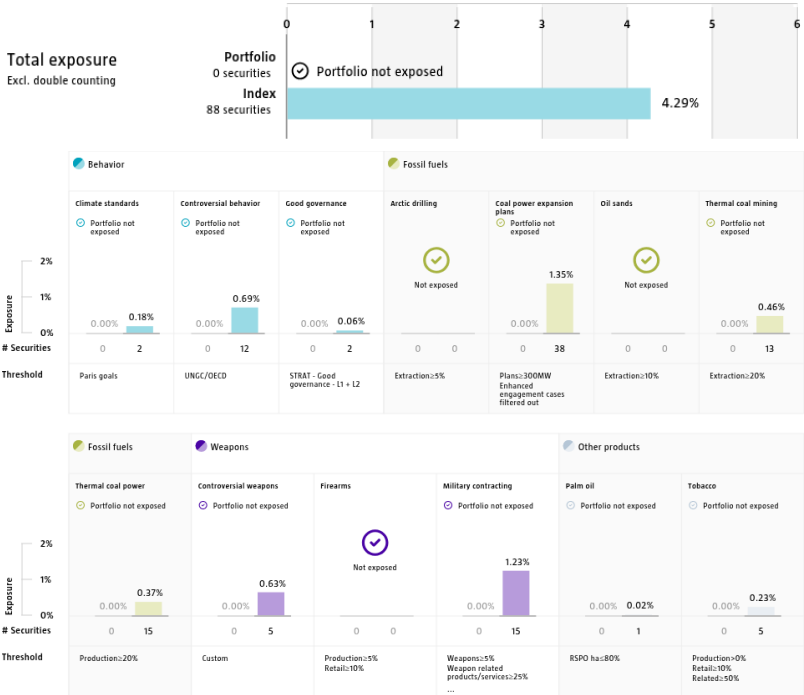 0 1 2 3 4 5 6
Total exposure
Excl. double counting
Portfolio
0 securities
Portfolio not exposed
Index
88 securities
4.29%
Behavior
Fossil fuels
Climate standards
Portfolio not
exposed
Controversial behavior
Portfolio not
exposed
Good governance
Portfolio not
exposed
Arctic drilling
Not exposed
Coal power expansion
plans
Portfolio not
exposed
Oil sands
Not exposed
Thermal coal mining
Portfolio not
exposed
Exposure
2%
1%
0%
0.00% 0.18%
0.00% 0.69%
0.00% 0.06%
0.00% 1.35%
0.00% 0.46%
# Securities
0 2
0 12
0 2
0 0
0 38
0 0
0 13
Threshold
Paris goals
UNGC/OECD
STRAT - Good
governance - L1 + L2
Extraction≥5%
Plans≥300MW
Enhanced
engagement cases
filtered out
Extraction≥10%
Extraction≥20%
Fossil fuels
Weapons
Other products
Thermal coal power
Portfolio not exposed
Controversial weapons
Portfolio not exposed
Firearms
Not exposed
Military contracting
Portfolio not exposed
Palm oil
Portfolio not exposed
Tobacco
Portfolio not exposed
Exposure
2%
1%
0%
0.00% 0.37%
0.00% 0.63%
0.00% 1.23%
0.00% 0.02%
0.00% 0.23%
# Securities
0 15
0 5
0 0
0 15
0 1
0 5
Threshold
Production≥20%
Custom
Production≥5%
Retail≥10%
Weapons≥5%
Weapon related
products/services≥25%
...
RSPO ha≤80%
Production>0%
Retail≥10%
Related≥50%